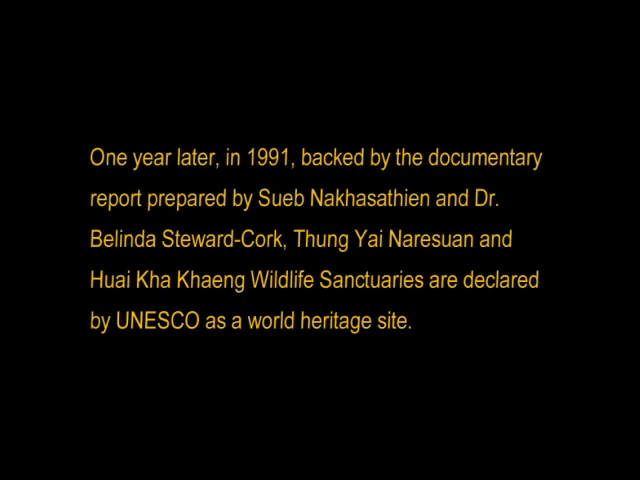 One year later, in 1991, backed by the documentary
report prepared by Sueb Nakhasathien and Dr.
Belinda Steward-Cork, Thung Yai Naresuan and
Huai Kha Khaeng Wildlife Sanctuaries are declared
by UNESCO as a world heritage site.